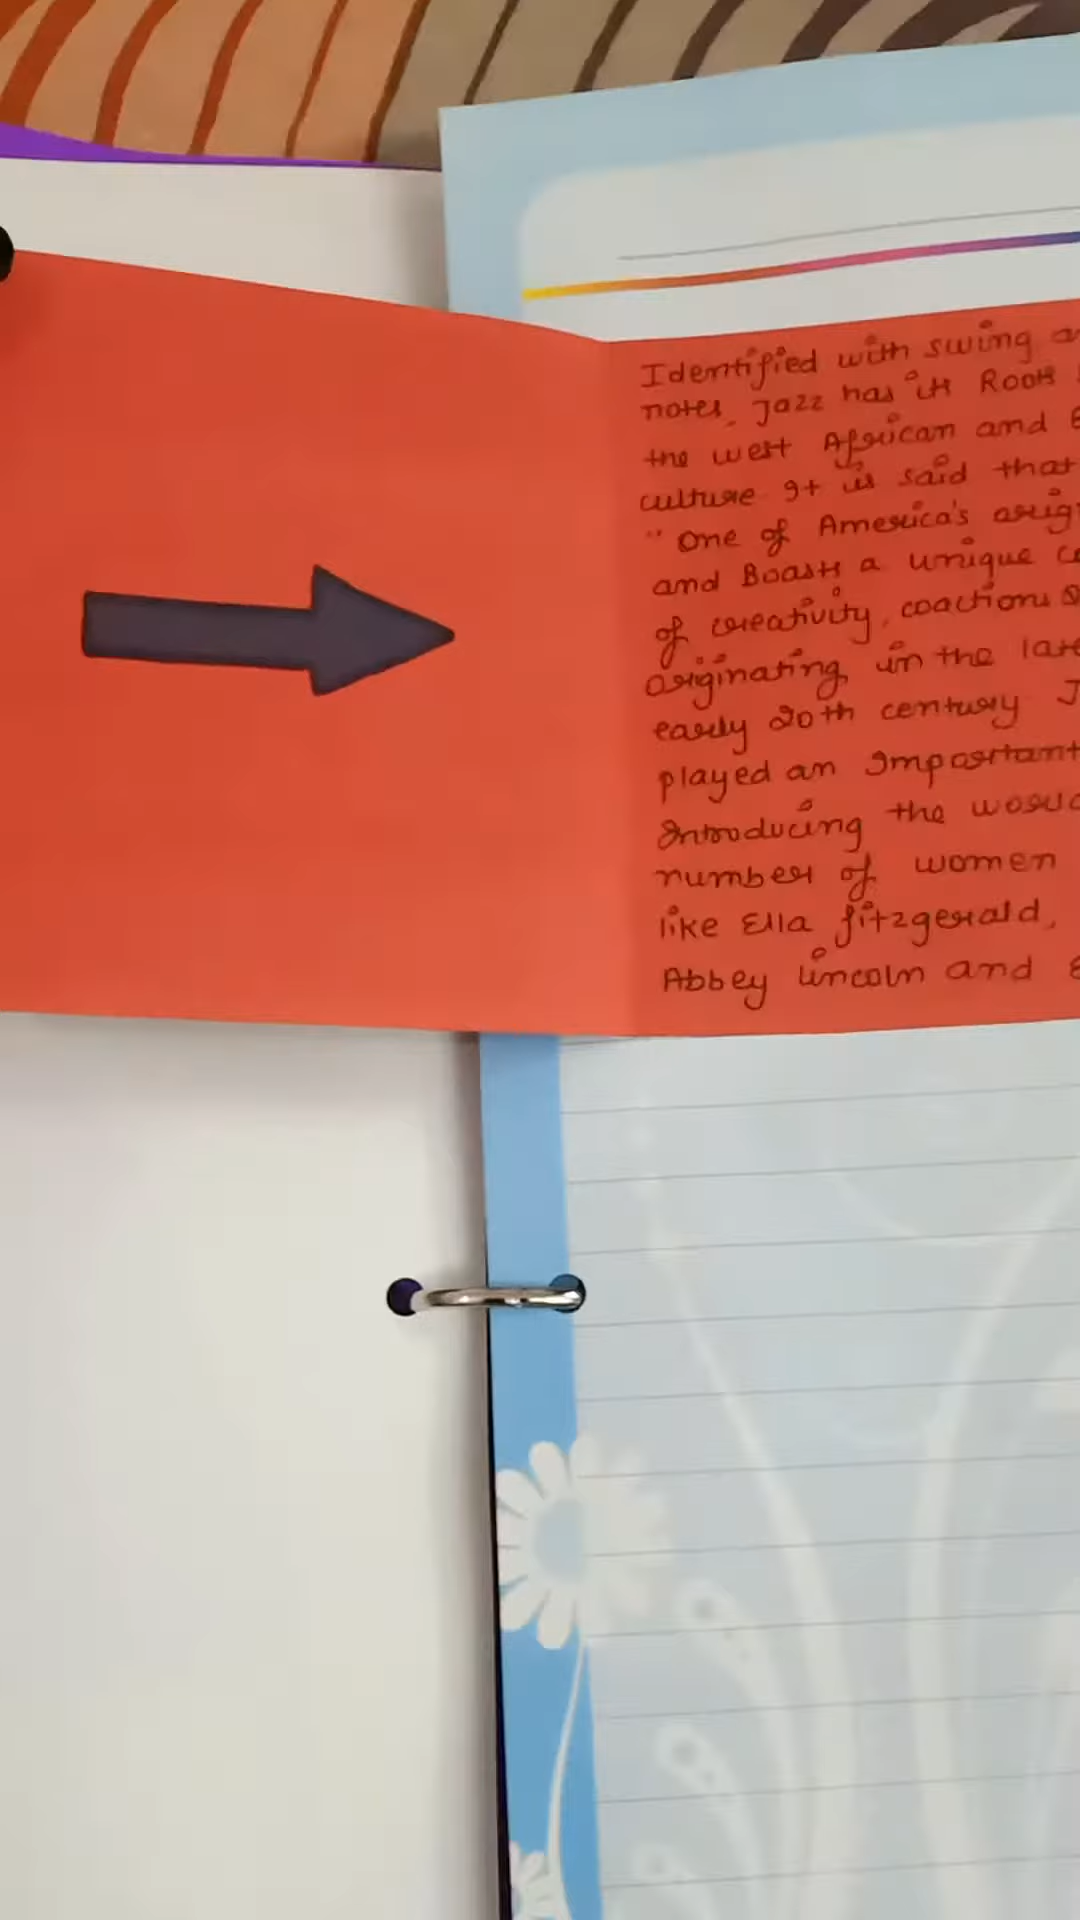 Identified with swing
notes, Jazz has its Roots
the west African and
culture. It is said that
"One of America's
and Boasts a unique
of creativity, coactions
originating in the late
early 20th century
played an Important
Introducing the
number of women
like Ella fitzgerald,
Abbey lincoln and